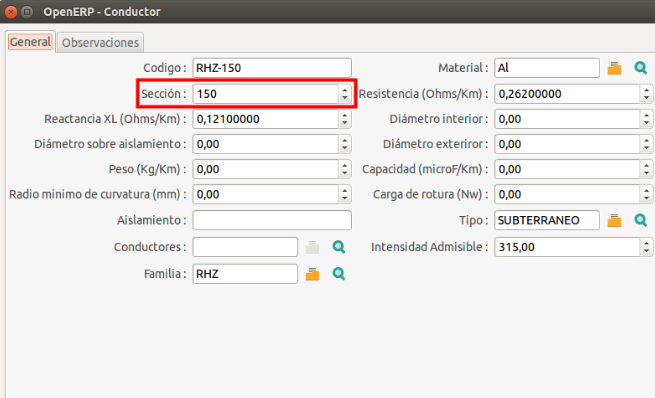 OpenERP - Conductor
General Observaciones
Codigo : RHZ-150 Material : Al
Sección : 150 Resistencia (Ohms/Km) : 0,26200000
Reactancia XL (Ohms/Km) : 0,12100000 Diámetro interior : 0,00
Diámetro sobre aislamiento : 0,00 Diámetro exteriror : 0,00
Peso (Kg/Km) : 0,00 Capacidad (microF/Km) : 0,00
Radio mínimo de curvatura (mm) : 0,00 Carga de rotura (Nw) : 0,00
Aislamiento : Tipo : SUBTERRANEO
Conductores : Intensidad Admisible : 315,00
Familia : RHZ